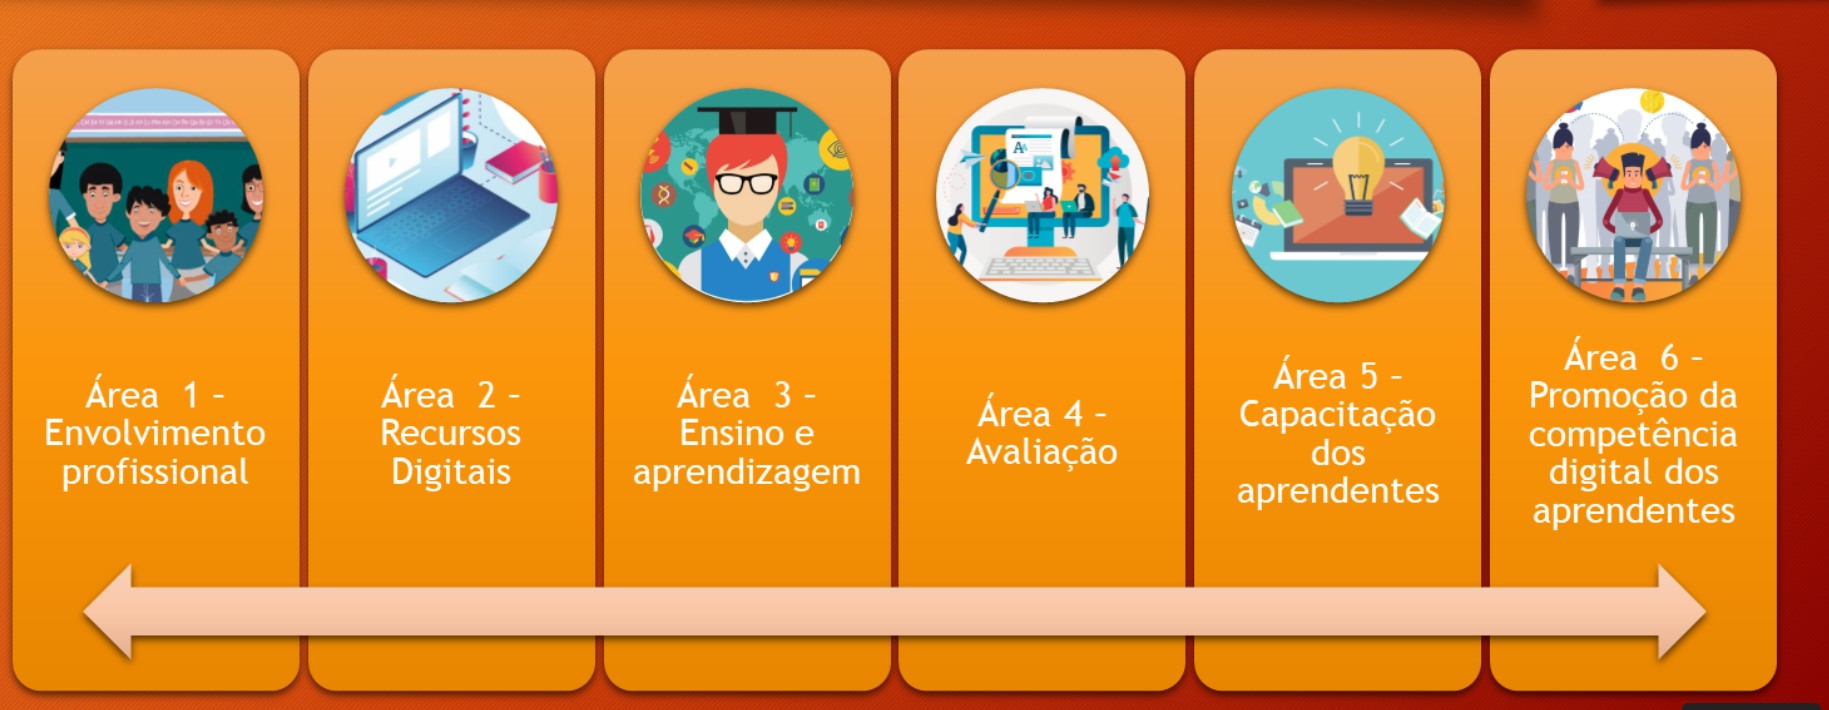 Área 1 –
Envolvimento
profissional
Área 2 –
Recursos
Digitais
Área 3 –
Ensino e
aprendizagem
Área 4 –
Avaliação
Área 5 –
Capacitação
dos
aprendentes
Área 6 –
Promoção da
competência
digital dos
aprendentes